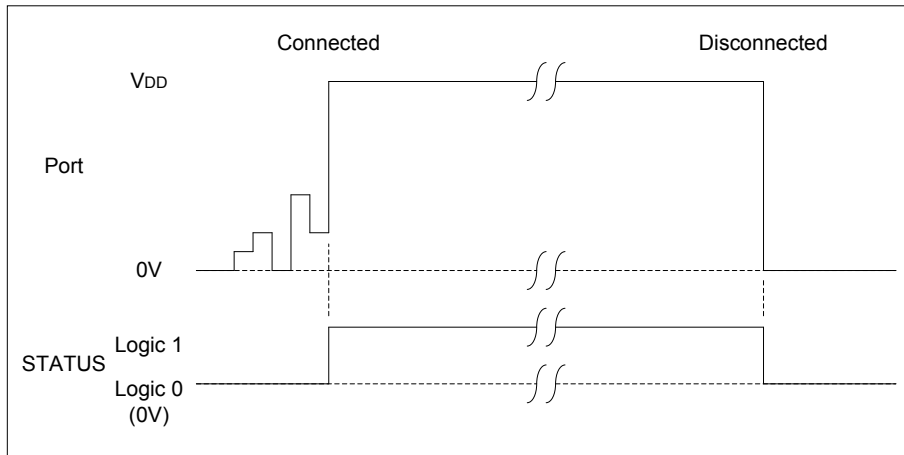 Connected
Disconnected
VDD
Port
0V
Logic 1
STATUS
Logic 0
(0V)